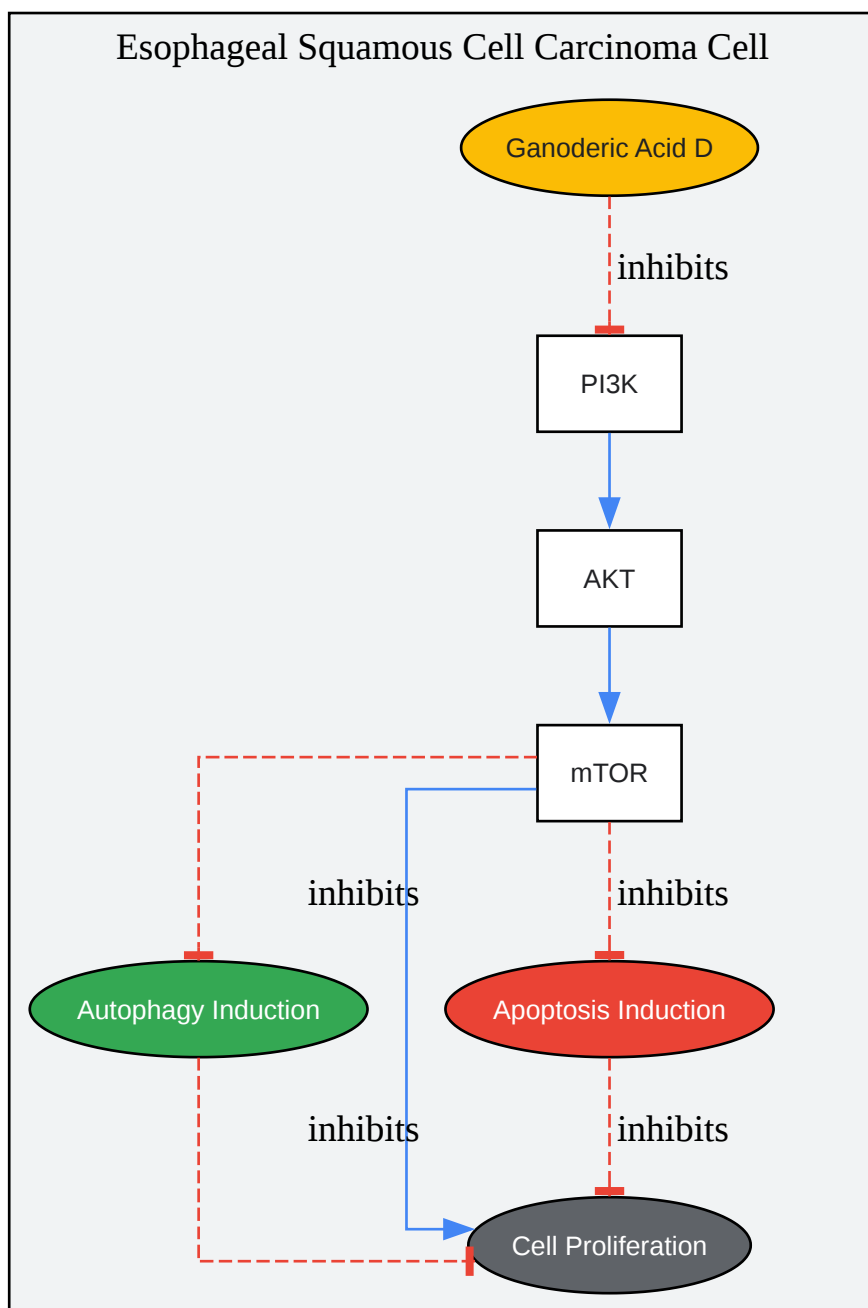 Esophageal Squamous Cell Carcinoma Cell
Ganoderic Acid D
inhibits
PI3K
AKT
mTOR
inhibits
inhibits
Autophagy Induction
Apoptosis Induction
inhibits
inhibits
Cell Proliferation